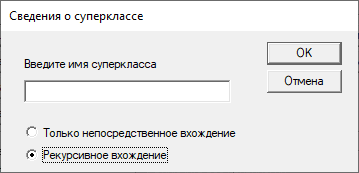 Сведения о суперклассе
OK
Введите имя суперкласса
Отмена
Только непосредственное вхождение
Рекурсивное вхождение